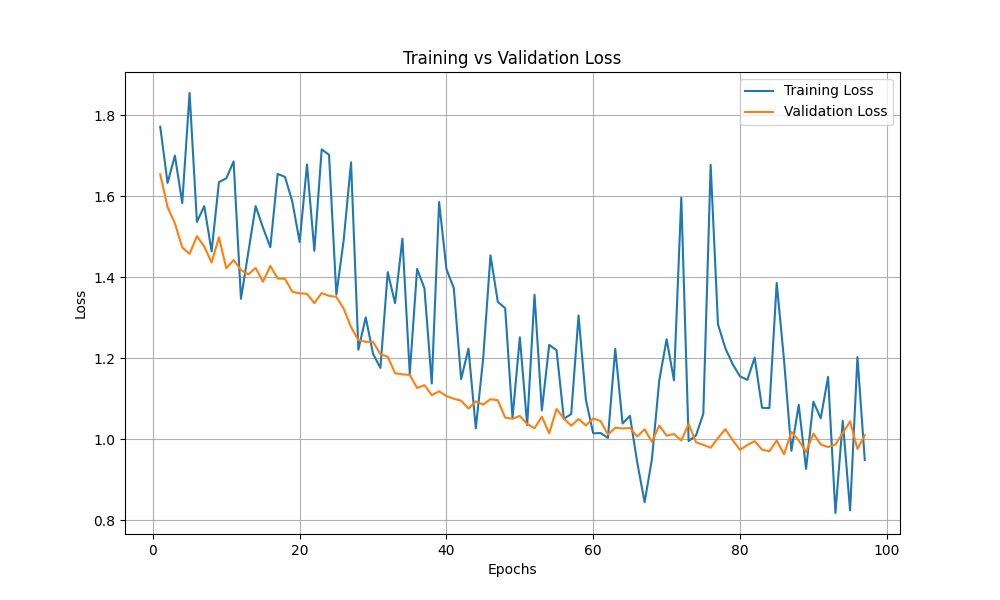 Training vs Validation Loss
Training Loss
Validation Loss
1.8
1.6
1.4
1.2
1.0
0.8
Loss
0 20 40 60 80 100
Epochs